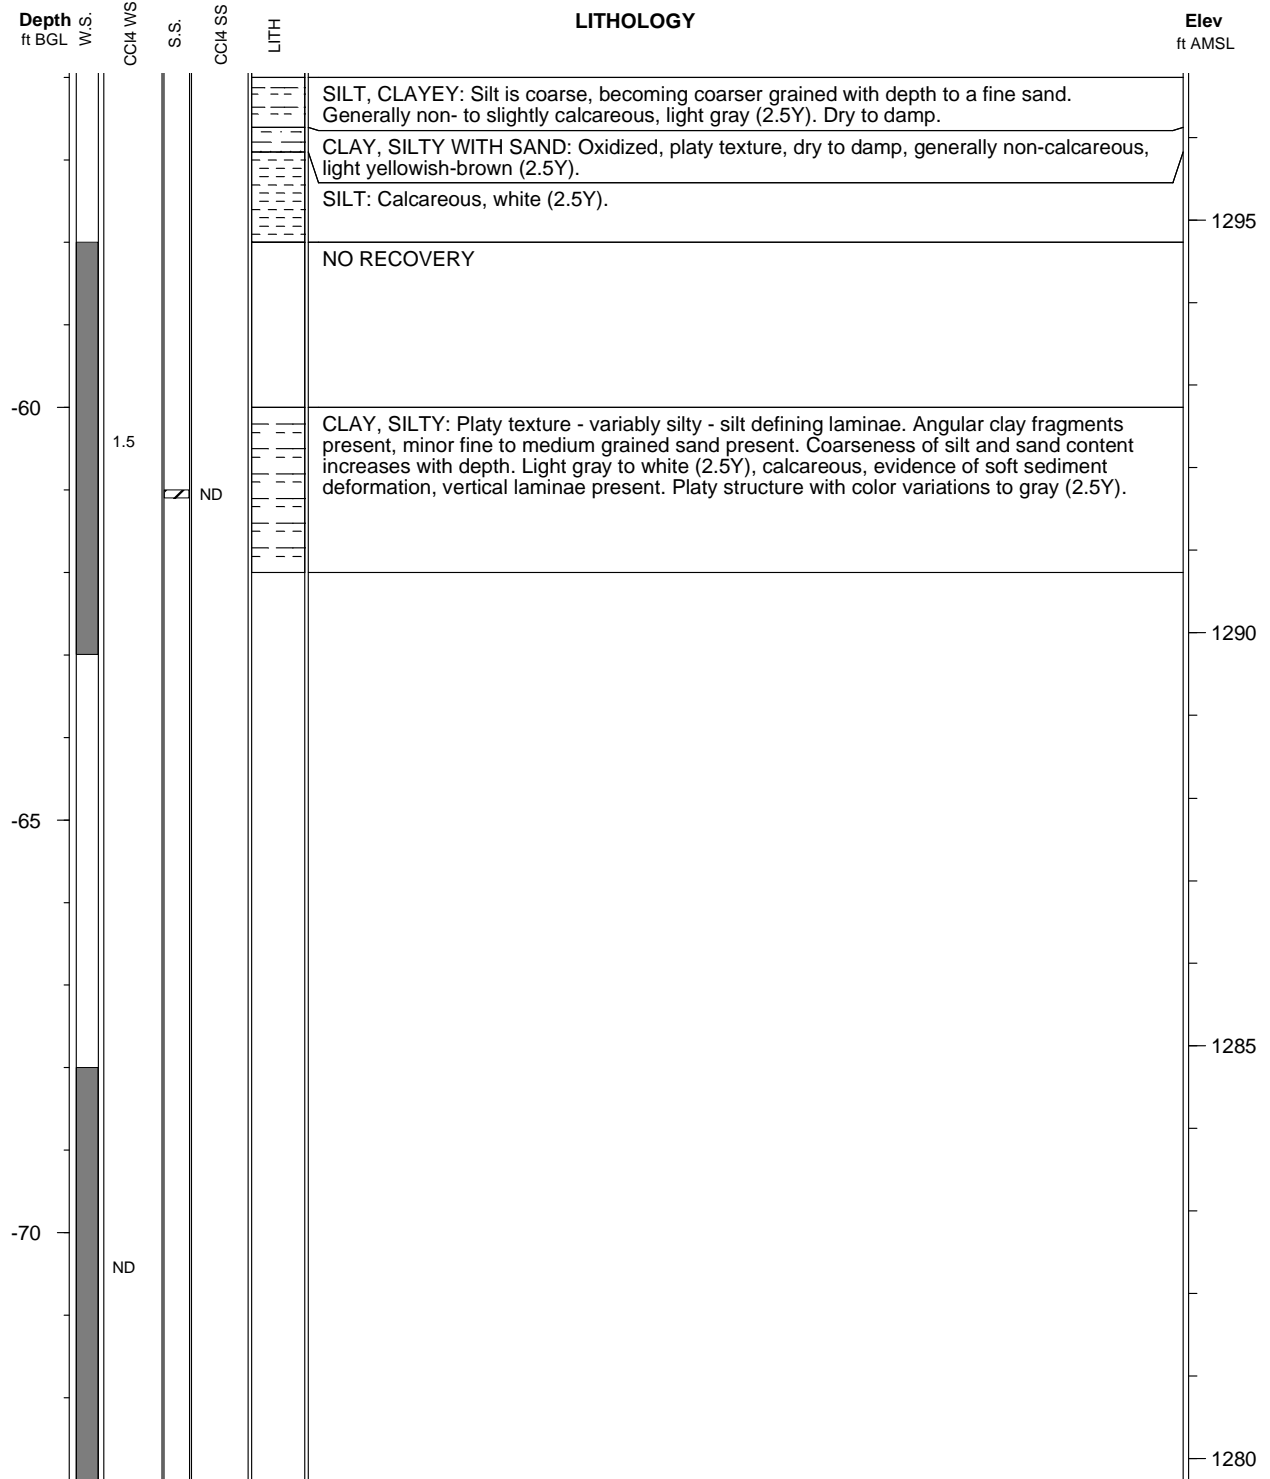 Depth
ft BGL
W.S.
CCl4 WS
S.S.
CCl4 SS
LITH
LITHOLOGY
Elev
ft AMSL
SILT, CLAYEY: Silt is coarse, becoming coarser grained with depth to a fine sand.
Generally non- to slightly calcareous, light gray (2.5Y). Dry to damp.
CLAY, SILTY WITH SAND: Oxidized, platy texture, dry to damp, generally non-calcareous,
light yellowish-brown (2.5Y).
SILT: Calcareous, white (2.5Y).
1295
NO RECOVERY
-60
CLAY, SILTY: Platy texture - variably silty - silt defining laminae. Angular clay fragments
present, minor fine to medium grained sand present. Coarseness of silt and sand content
increases with depth. Light gray to white (2.5Y), calcareous, evidence of soft sediment
deformation, vertical laminae present. Platy structure with color variations to gray (2.5Y).
1.5
ND
1290
-65
1285
-70
ND
1280